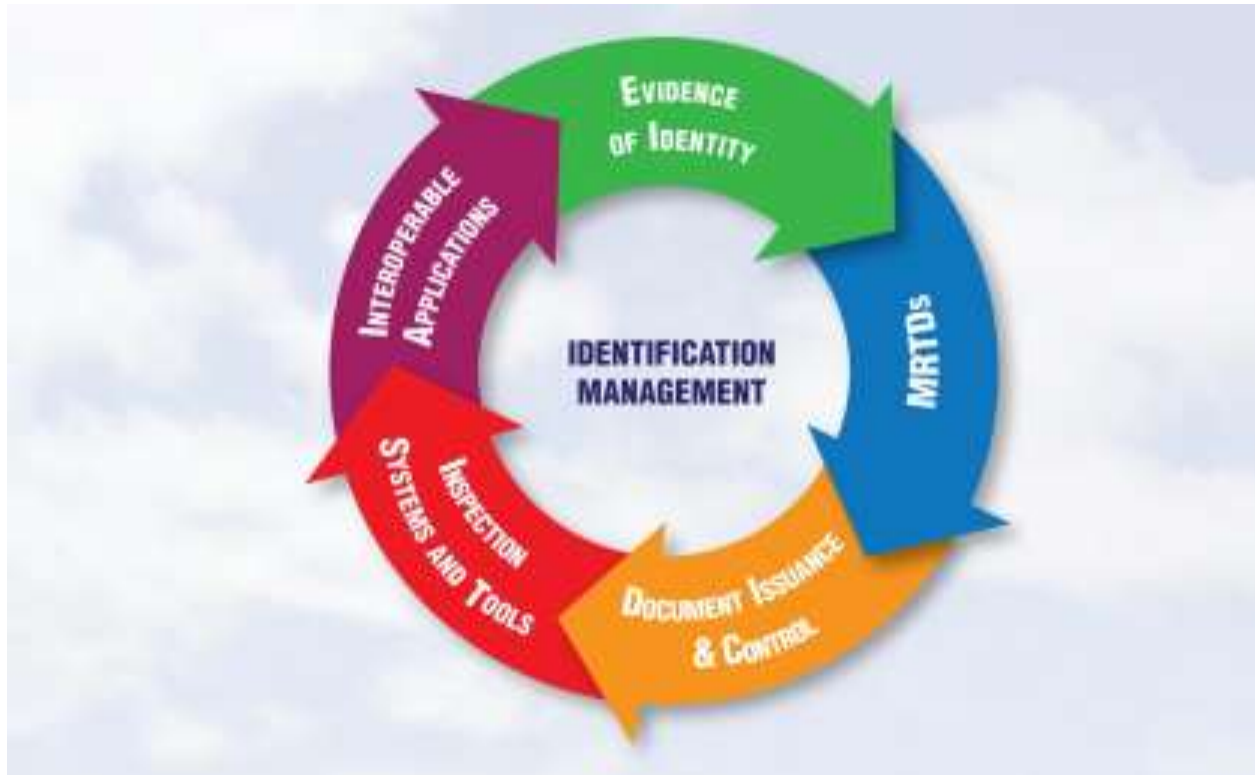 EVIDENCE
OF IDENTITY
MRTDs
DOCUMENT ISSUANCE
& CONTROL
INSPECTION
SYSTEMS AND TOOLS
INTEROPERABLE
APPLICATIONS
IDENTIFICATION
MANAGEMENT